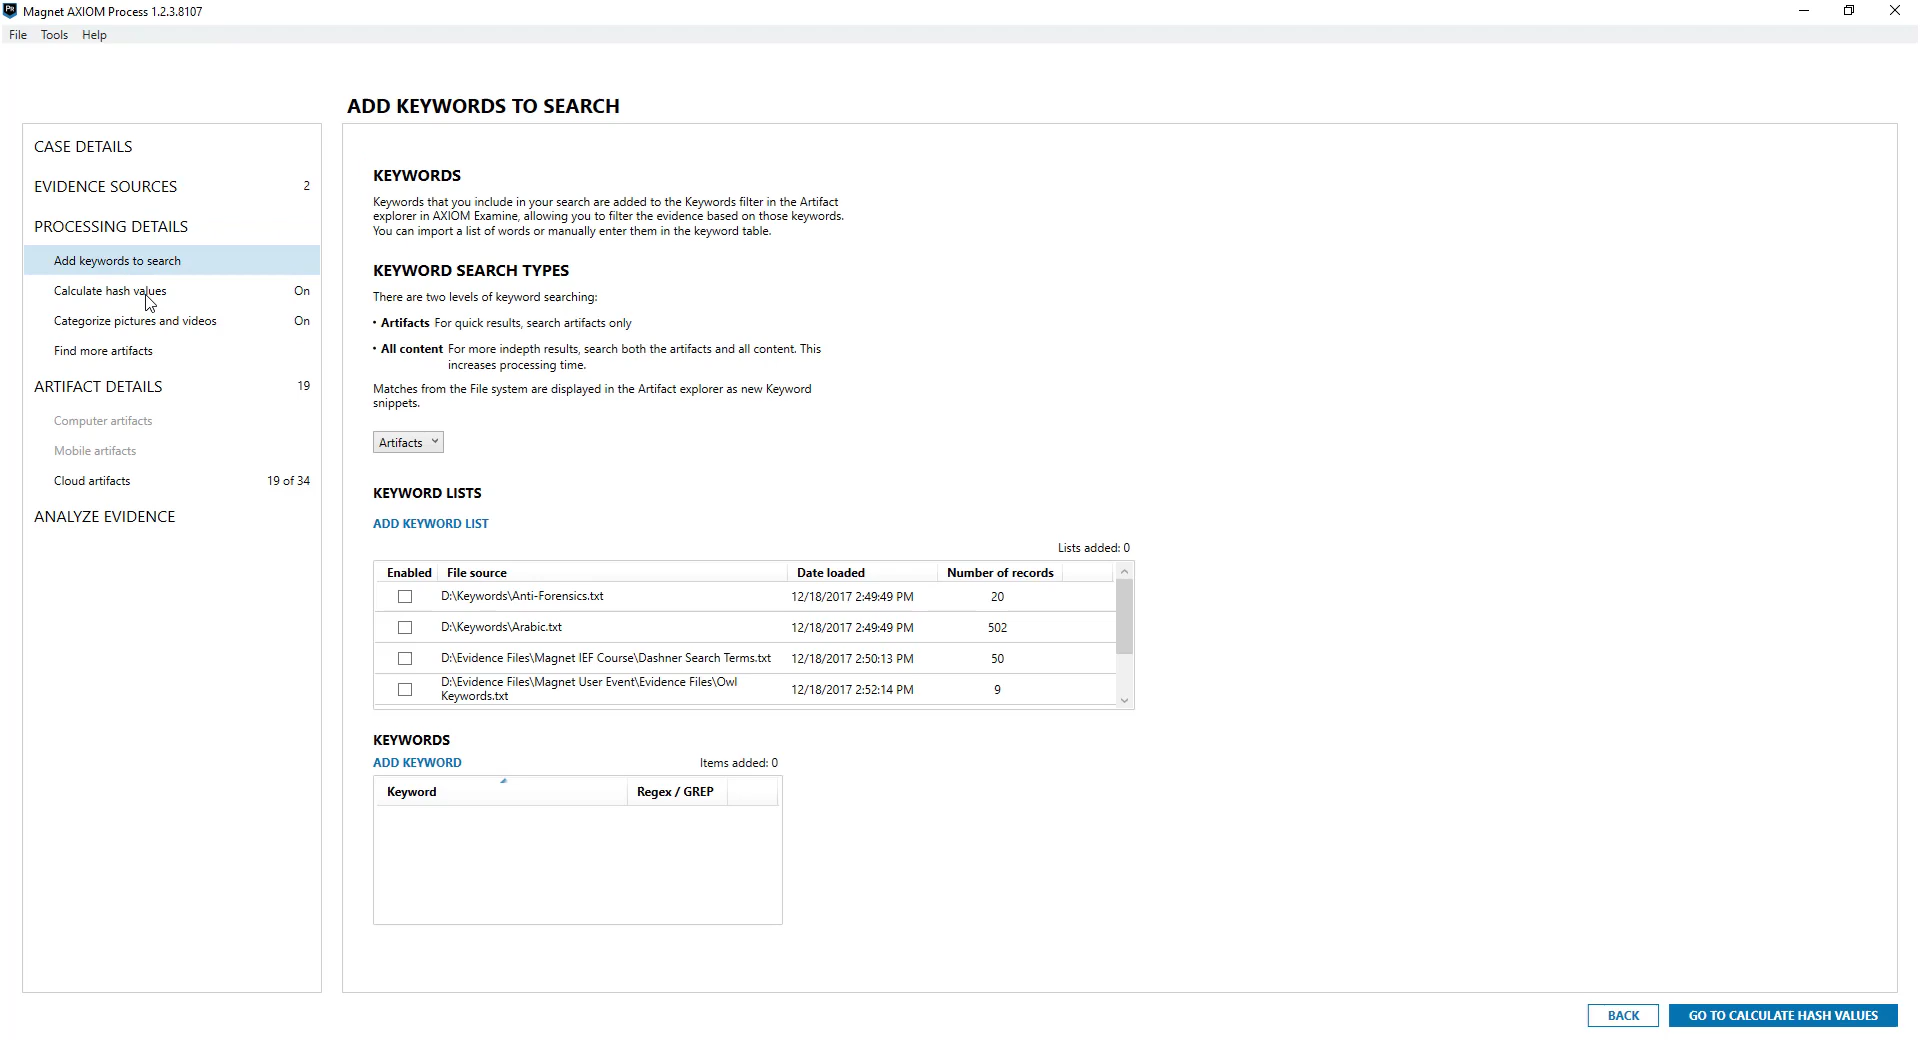 Magnet AXIOM Process 1.2.3.8107
File Tools Help
ADD KEYWORDS TO SEARCH
CASE DETAILS
EVIDENCE SOURCES 2
PROCESSING DETAILS
Add keywords to search
Calculate hash values On
Categorize pictures and videos On
Find more artifacts
ARTIFACT DETAILS 19
Computer artifacts
Mobile artifacts
Cloud artifacts 19 of 34
ANALYZE EVIDENCE
KEYWORDS
Keywords that you include in your search are added to the Keywords filter in the Artifact
explorer in AXIOM Examine, allowing you to filter the evidence based on those keywords.
You can import a list of words or manually enter them in the keyword table.
KEYWORD SEARCH TYPES
There are two levels of keyword searching:
• Artifacts For quick results, search artifacts only
• All content For more indepth results, search both the artifacts and all content. This
increases processing time.
Matches from the File system are displayed in the Artifact explorer as new Keyword
snippets.
Artifacts
KEYWORD LISTS
ADD KEYWORD LIST
Lists added: 0
Enabled File source Date loaded Number of records
D:\Keywords\Anti-Forensics.txt 12/18/2017 2:49:49 PM 20
D:\Keywords\Arabic.txt 12/18/2017 2:49:49 PM 502
D:\Evidence Files\Magnet IEF Course\Dashner Search Terms.txt 12/18/2017 2:50:13 PM 50
D:\Evidence Files\Magnet User Event\Evidence Files\Owl
Keywords.txt 12/18/2017 2:52:14 PM 9
KEYWORDS
ADD KEYWORD Items added: 0
Keyword Regex / GREP
BACK GO TO CALCULATE HASH VALUES